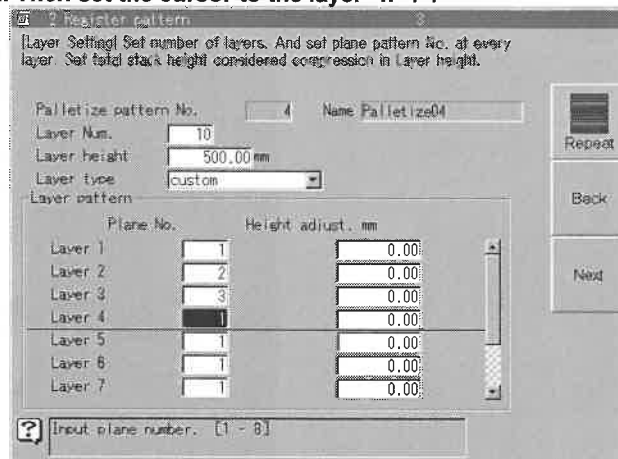 Then set the cursor to the layer "n"
2 Register pattern 3
[Layer Setting] Set number of layers. And set plane pattern No. at every
layer. Set total stack height considered compression in Layer height.
Palletize pattern No. 4 Name Palletize04
Layer Num. 10
Layer height 500.00 mm
Layer type custom
Layer pattern
Plane No. Height adjust. mm
Layer 1 1 0.00
Layer 2 2 0.00
Layer 3 3 0.00
Layer 4 1 0.00
Layer 5 1 0.00
Layer 6 1 0.00
Layer 7 1 0.00
Repeat
Back
Next
Input plane number. [1 - 8]